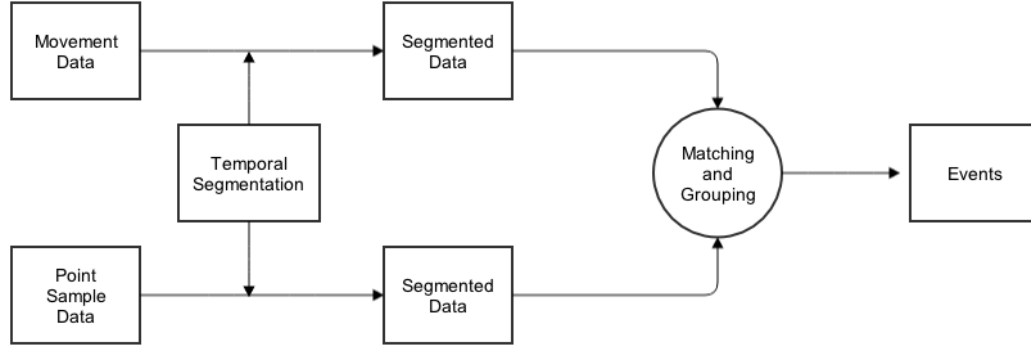 Movement
Data
Segmented
Data
Temporal
Segmentation
Matching
and
Grouping
Events
Point
Sample
Data
Segmented
Data